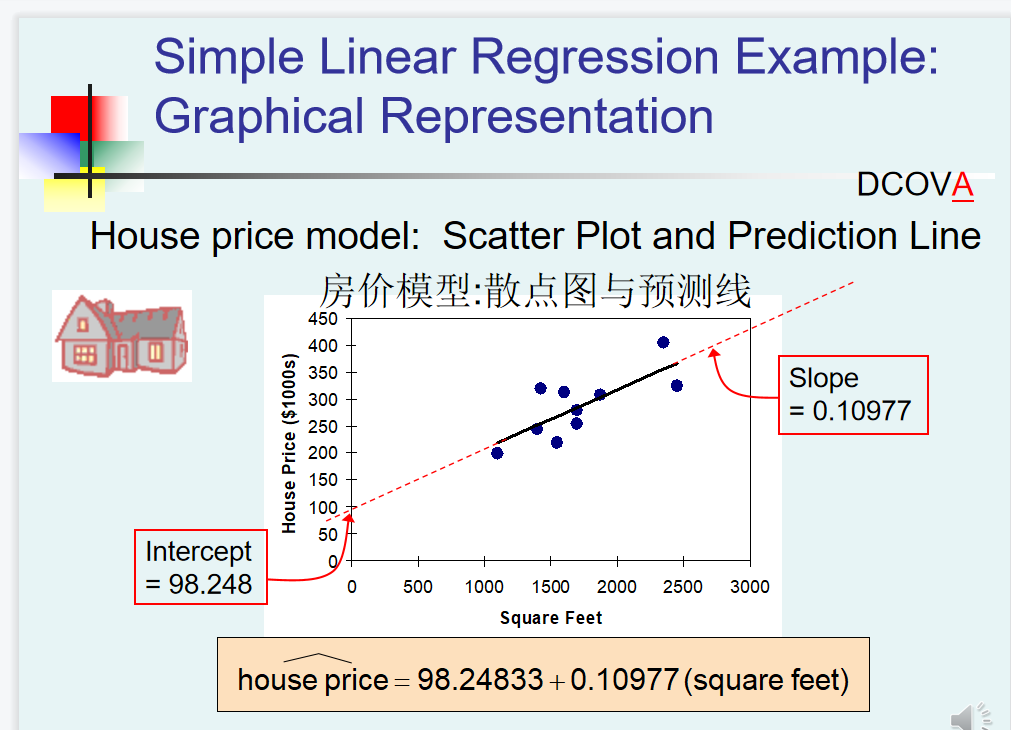 Simple Linear Regression Example:
Graphical Representation
DCOVA
House price model:  Scatter Plot and Prediction Line
房价模型:散点图与预测线
450
400
350
300
250
200
150
100
50
0
House Price ($1000s)
0 500 1000 1500 2000 2500 3000
Square Feet
Slope
= 0.10977
Intercept
= 98.248
house price = 98.24833 + 0.10977 (square feet)